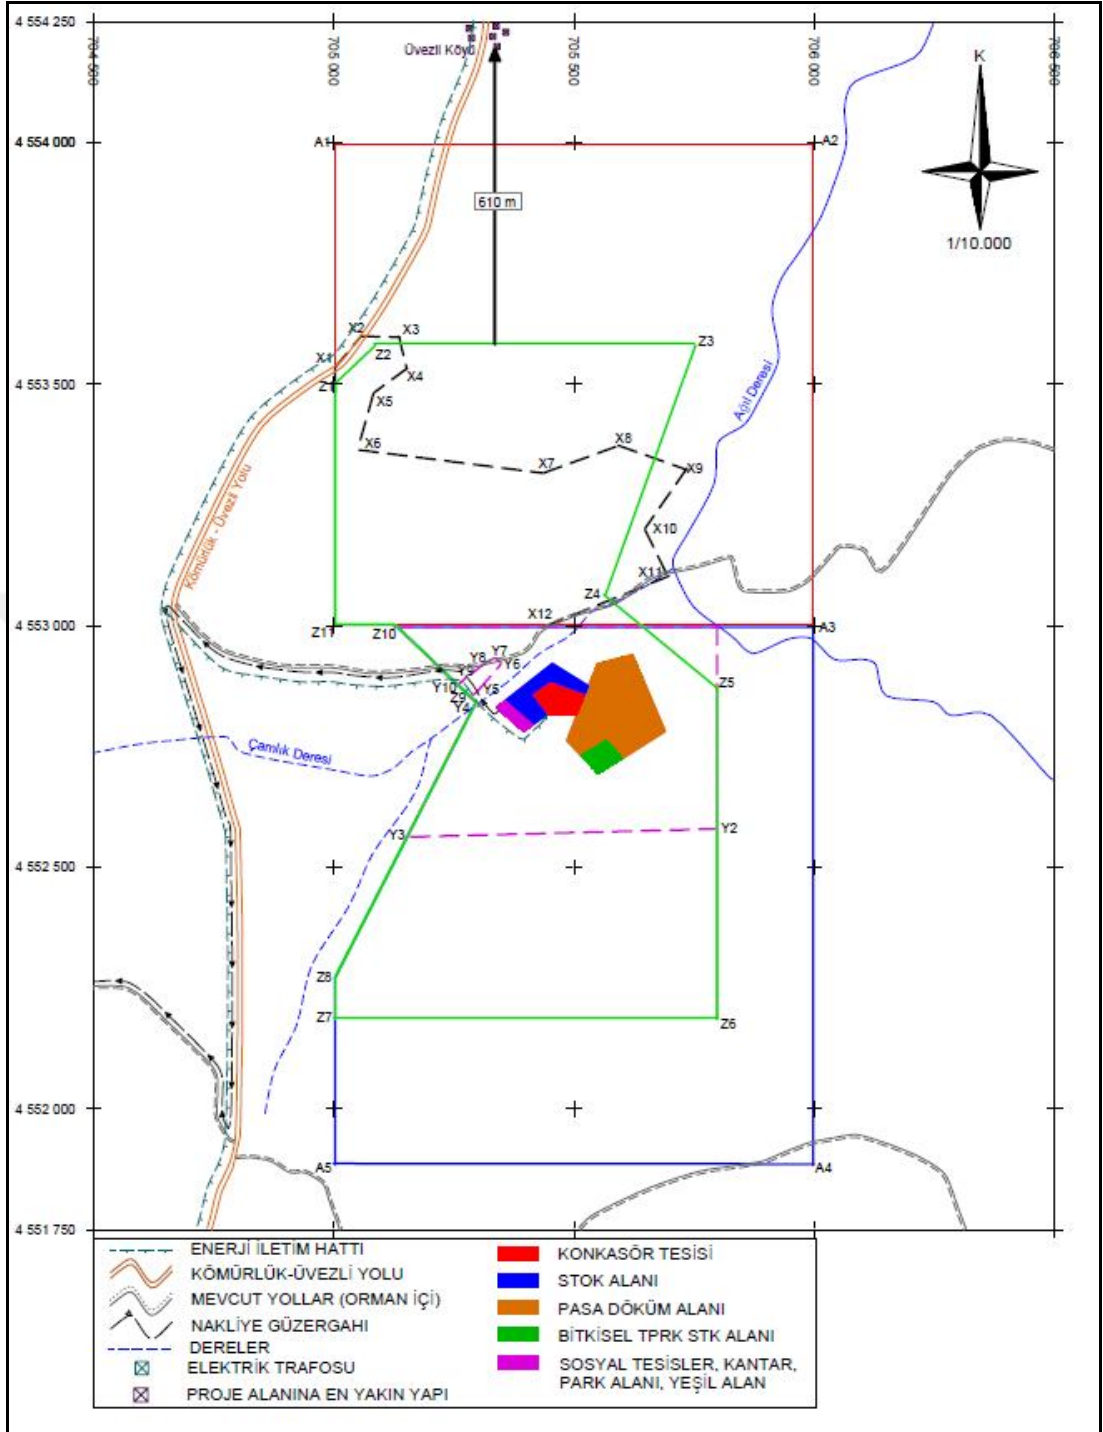 4 554 250
704 500
705 000
705 500
706 000
706 500
Üvezli Köyü
K
1/10.000
4 554 000
A1
A2
610 m
X1
X2
X3
X4
X5
X6
X7
X8
X9
X10
X11
X12
Z2
Z3
4 553 500
Ağıl Deresi
Kömürlük - Üvezli Yolu
Z4
4 553 000
Z11
Z10
A3
Y7
Y8
Y6
Y9
Y10
Y5
Z9
Y4
Z5
Çamlık Deresi
Y3
Y2
4 552 500
Z8
Z7
Z6
4 552 000
A5
A4
4 551 750
ENERJİ İLETİM HATTI
KÖMÜRLÜK-ÜVEZLİ YOLU
MEVCUT YOLLAR (ORMAN İÇİ)
NAKLİYE GÜZERGAHI
DERELER
ELEKTRİK TRAFOSU
PROJE ALANINA EN YAKIN YAPI
KONKASÖR TESİSİ
STOK ALANI
PASA DÖKÜM ALANI
BİTKİSEL TPRK STK ALANI
SOSYAL TESİSLER, KANTAR,
PARK ALANI, YEŞİL ALAN